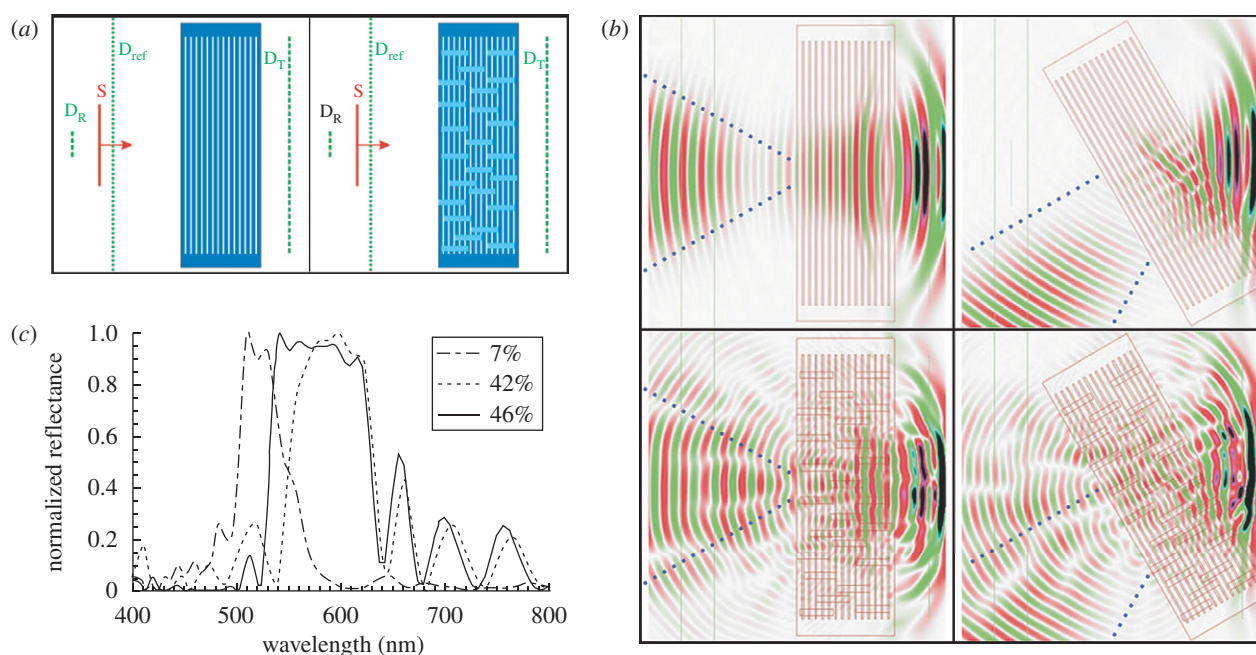 (a)
D_ref
D_T
S
D_R
D_ref
D_T
S
D_R
(b)
(c)
normalized reflectance
1.0
0.8
0.6
0.4
0.2
0
7%
42%
46%
400 500 600 700 800
wavelength (nm)